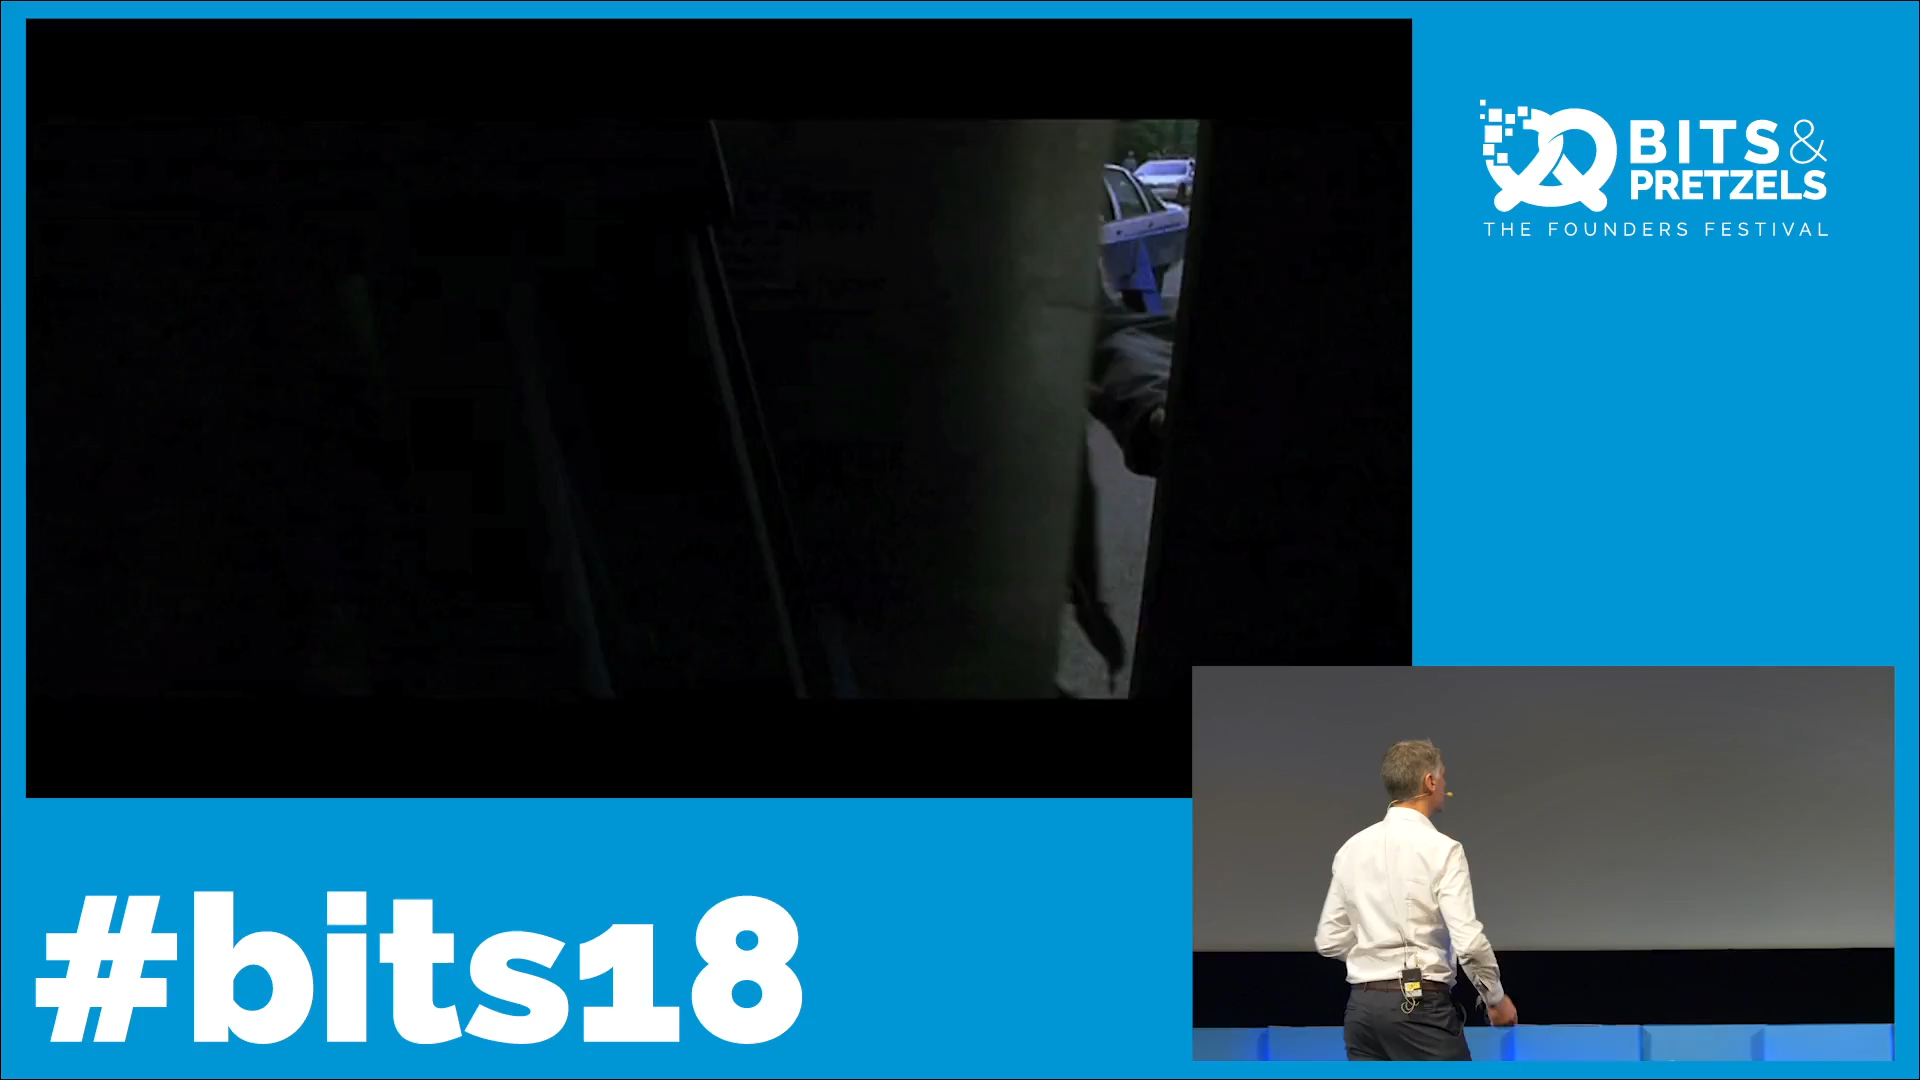 BITS &
PRETZELS
THE FOUNDERS FESTIVAL
#bits18